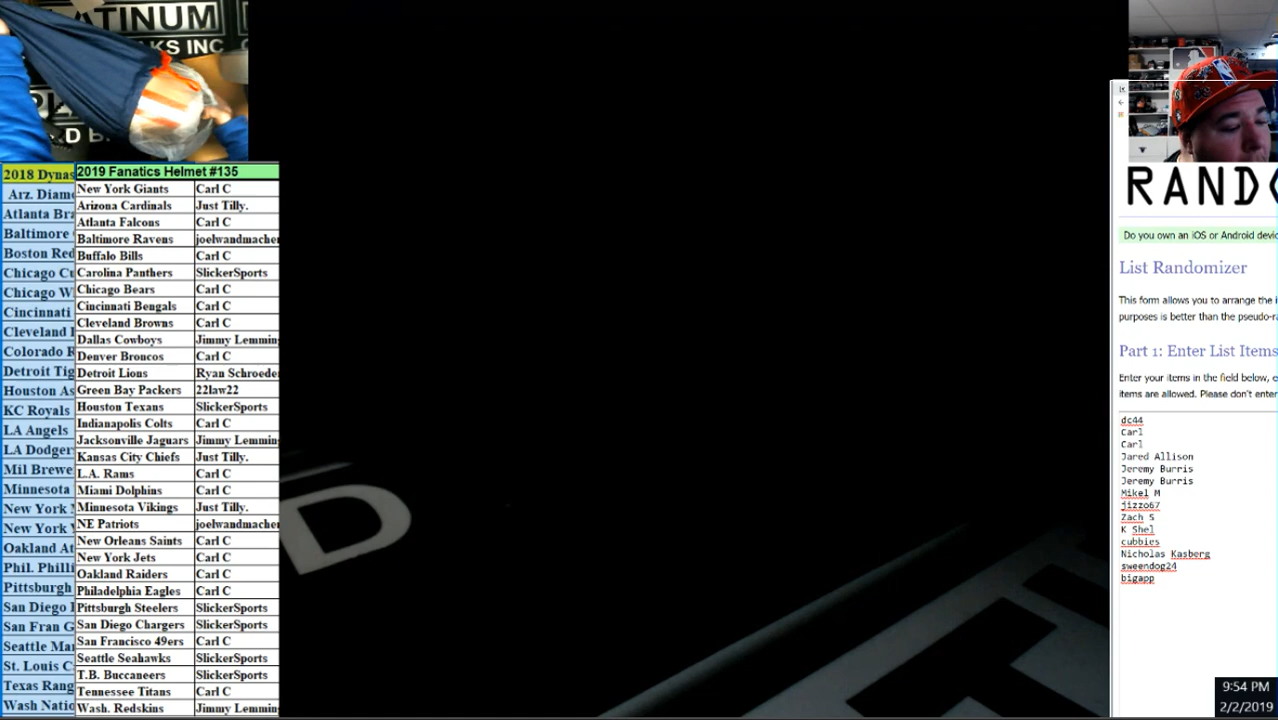 PLATINUM
BREAKS INC
2018 Dynas
Arz. Diamo
Atlanta Bra
Baltimore
Boston Red
Chicago Cu
Chicago W
Cincinnati
Cleveland I
Colorado R
Detroit Tig
Houston As
KC Royals
LA Angels
LA Dodger
Mil Brewe
Minnesota
New York
New York
Oakland At
Phil. Philli
Pittsburgh
San Diego
San Fran G
Seattle Mar
St. Louis C
Texas Rang
Wash Natio
2019 Fanatics Helmet #135
New York Giants Carl C
Arizona Cardinals Just Tilly.
Atlanta Falcons Carl C
Baltimore Ravens joelwandmacher
Buffalo Bills Carl C
Carolina Panthers SlickerSports
Chicago Bears Carl C
Cincinnati Bengals Carl C
Cleveland Browns Carl C
Dallas Cowboys Jimmy Lemmin
Denver Broncos Carl C
Detroit Lions Ryan Schroeder
Green Bay Packers 22law22
Houston Texans SlickerSports
Indianapolis Colts Carl C
Jacksonville Jaguars Jimmy Lemmin
Kansas City Chiefs Just Tilly.
L.A. Rams Carl C
Miami Dolphins Carl C
Minnesota Vikings Just Tilly.
NE Patriots joelwandmacher
New Orleans Saints Carl C
New York Jets Carl C
Oakland Raiders Carl C
Philadelphia Eagles Carl C
Pittsburgh Steelers SlickerSports
San Diego Chargers SlickerSports
San Francisco 49ers Carl C
Seattle Seahawks SlickerSports
T.B. Buccaneers SlickerSports
Tennessee Titans Carl C
Wash. Redskins Jimmy Lemmin
D
RANDO
Do you own an iOS or Android devic
List Randomizer
This form allows you to arrange the i
purposes is better than the pseudo-ra
Part 1: Enter List Items
Enter your items in the field below, e
items are allowed. Please don't enter
dc44
Carl
Carl
Jared Allison
Jeremy Burris
Jeremy Burris
Mikel M
jizzo67
Zach S
K Shel
cubbies
Nicholas Kasberg
sweendog24
bigapp
9:54 PM
2/2/2019